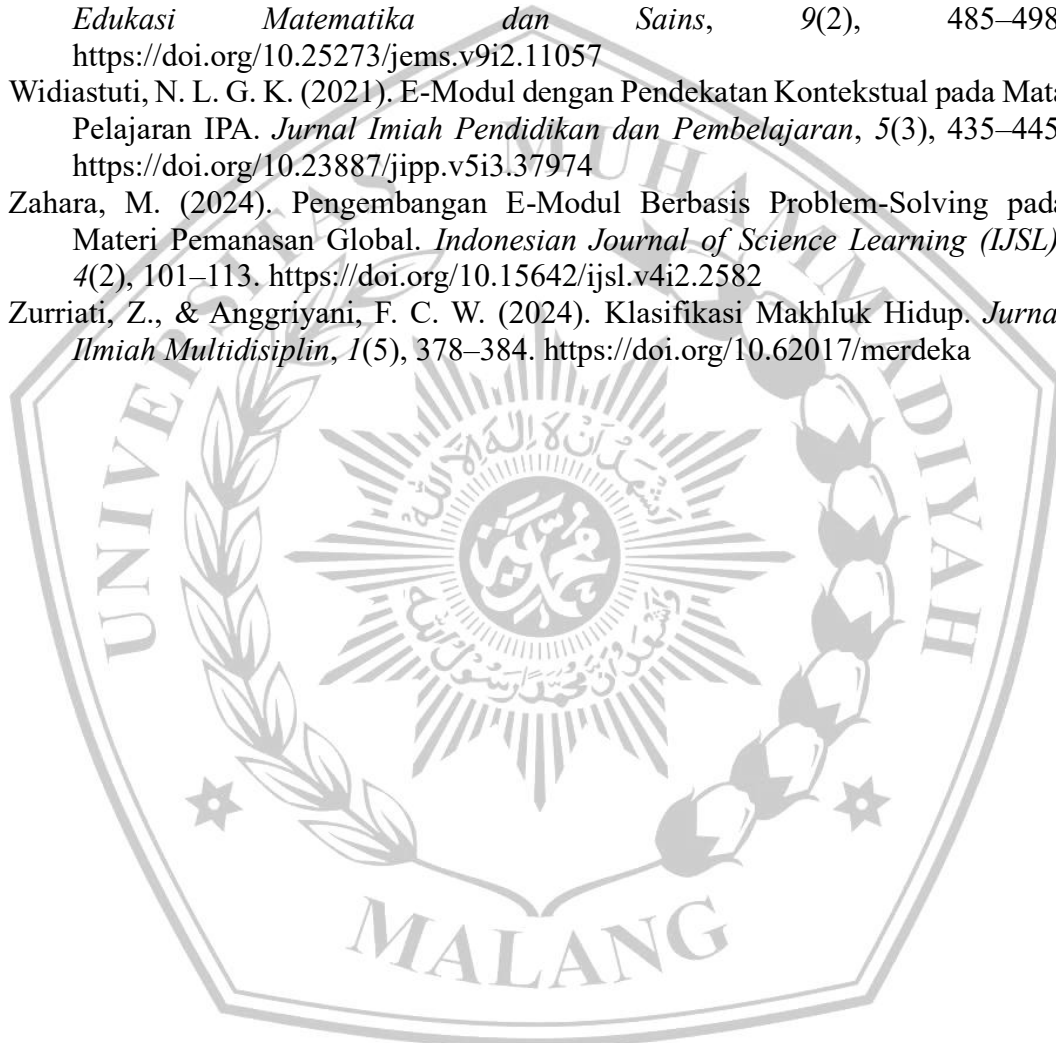 Edukasi Matematika dan Sains, 9(2), 485–498
https://doi.org/10.25273/jems.v9i2.11057
Widiastuti, N. L. G. K. (2021). E-Modul dengan Pendekatan Kontekstual pada Mata
Pelajaran IPA. Jurnal Imiah Pendidikan dan Pembelajaran, 5(3), 435–445
https://doi.org/10.23887/jipp.v5i3.37974
Zahara, M. (2024). Pengembangan E-Modul Berbasis Problem-Solving pada
Materi Pemanasan Global. Indonesian Journal of Science Learning (IJSL)
4(2), 101–113. https://doi.org/10.15642/ijsl.v4i2.2582
Zurriati, Z., & Anggriyani, F. C. W. (2024). Klasifikasi Makhluk Hidup. Jurna
Ilmiah Multidisiplin, 1(5), 378–384. https://doi.org/10.62017/merdeka
UNIVERSITAS MUHAMMADIYAH
MALANG